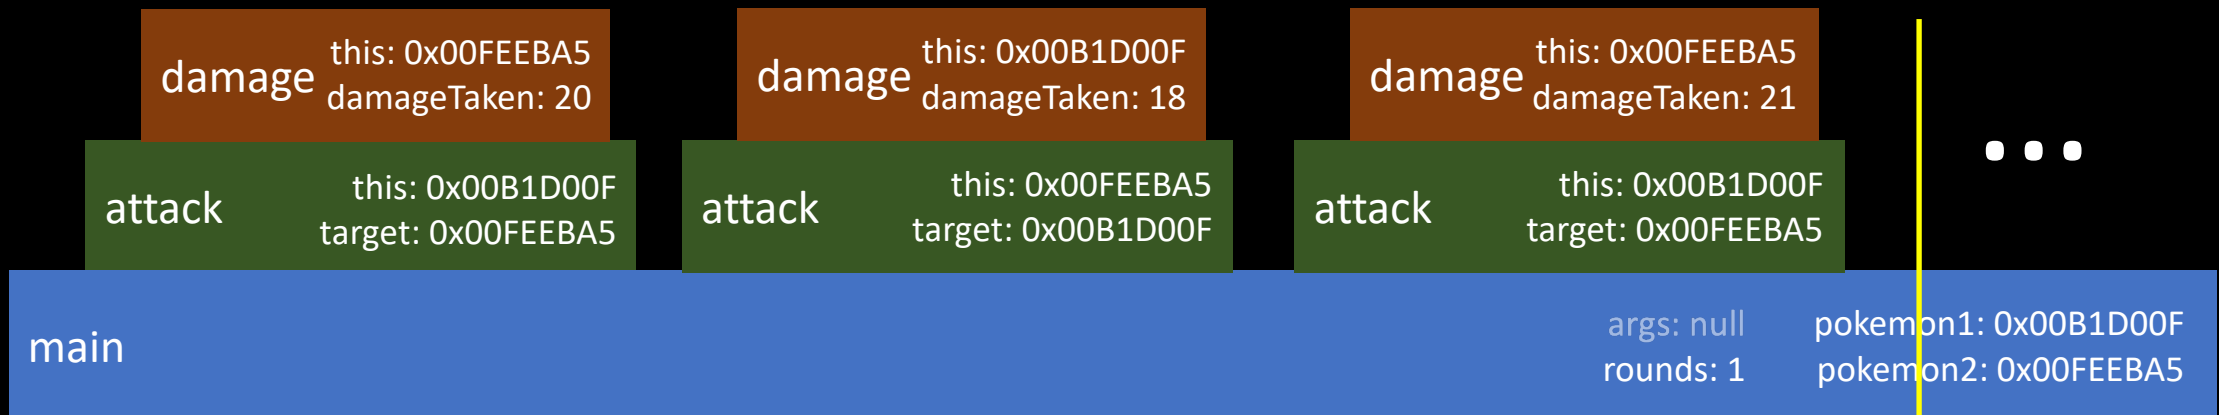 damage
this: 0x00FEEBA5
damageTaken: 20
damage
this: 0x00B1D00F
damageTaken: 18
damage
this: 0x00FEEBA5
damageTaken: 21
attack
this: 0x00B1D00F
target: 0x00FEEBA5
attack
this: 0x00FEEBA5
target: 0x00B1D00F
attack
this: 0x00B1D00F
target: 0x00FEEBA5
...
main
args: null
rounds: 1
pokemon1: 0x00B1D00F
pokemon2: 0x00FEEBA5